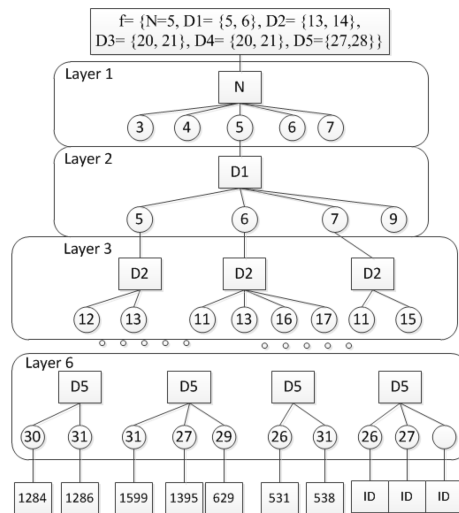 f= {N=5, D1= {5, 6}, D2= {13, 14},
D3= {20, 21}, D4= {20, 21}, D5={27,28}}
Layer 1
N
3 4 5 6 7
Layer 2
D1
5 6 7 9
Layer 3
D2 D2 D2
12 13 11 13 16 17 11 15
Layer 6
D5 D5 D5 D5
30 31 31 27 29 26 31 26 27
1284 1286 1599 1395 629 531 538 ID ID ID